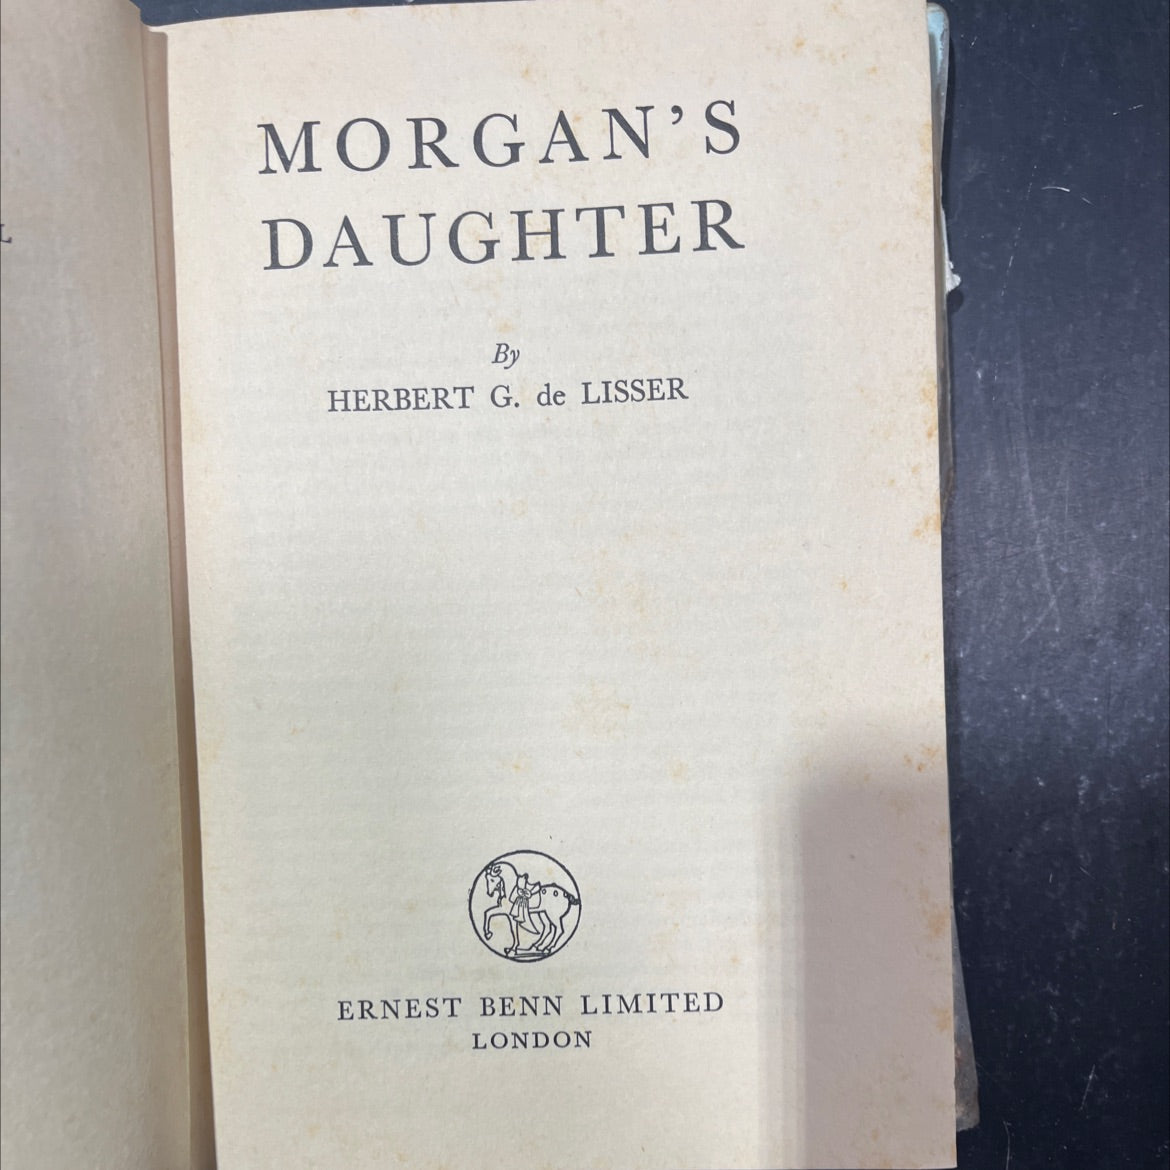 MORGAN'S
DAUGHTER
By
HERBERT G. de LISSER
ERNEST BENN LIMITED
LONDON